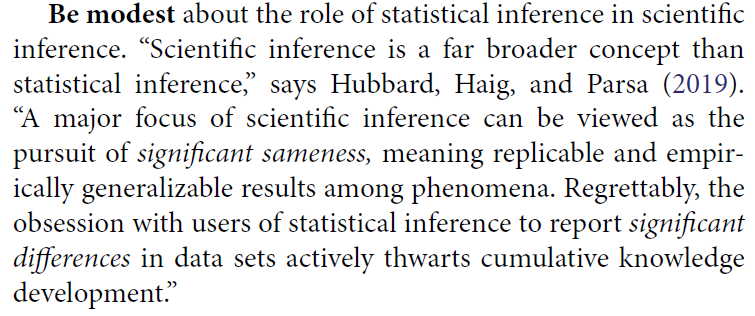 Be modest about the role of statistical inference in scientific
inference. “Scientific inference is a far broader concept than
statistical inference,” says Hubbard, Haig, and Parsa (2019).
“A major focus of scientific inference can be viewed as the
pursuit of significant sameness, meaning replicable and empir-
ically generalizable results among phenomena. Regrettably, the
obsession with users of statistical inference to report significant
differences in data sets actively thwarts cumulative knowledge
development.”